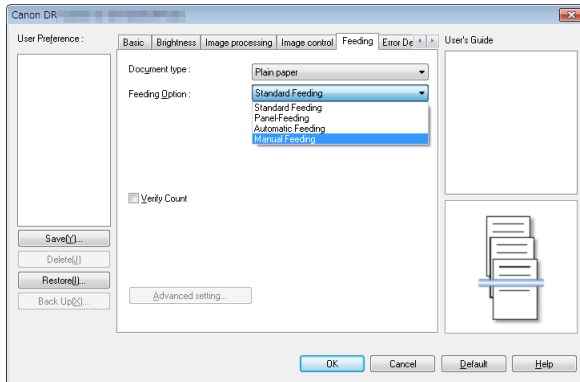 Canon DR-
User Preference :
Basic Brightness Image processing Image control Feeding Error De
User's Guide
Document type :
Plain paper
Feeding Option :
Standard Feeding
Standard Feeding
Panel-Feeding
Automatic Feeding
Manual Feeding
Verify Count
Save(Y)...
Delete(J)
Restore(I)...
Back Up(X)...
Advanced setting...
OK Cancel Default Help